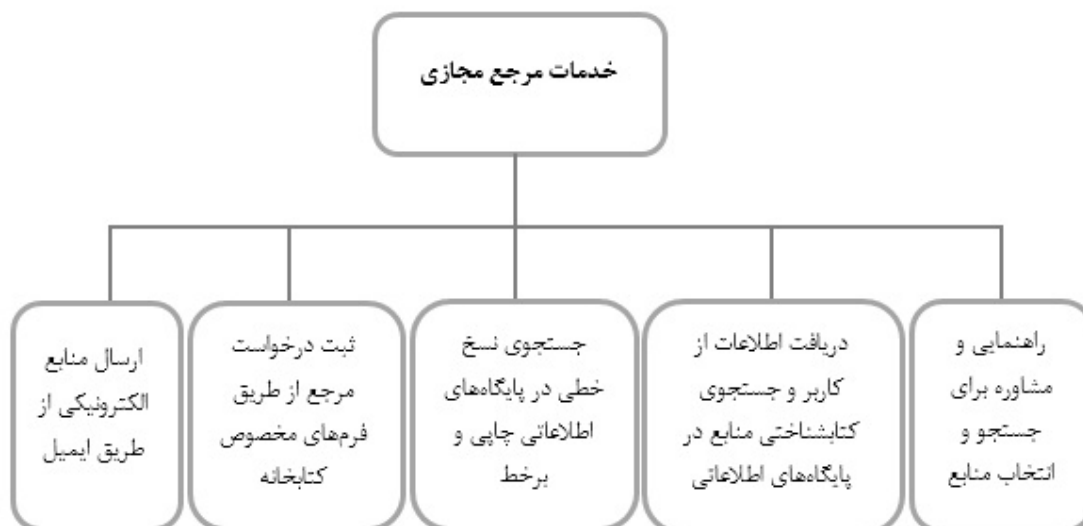 خدمات مرجع مجازی
راهنمایی و
مشاوره برای
جستجو و
انتخاب منابع
دریافت اطلاعات از
کاربر و جستجوی
کتابشناختی منابع در
پایگاه‌های اطلاعاتی
جستجوی نسخ
خطی در پایگاه‌های
اطلاعاتی چاپی و
برخط
ثبت درخواست
مرجع از طریق
فرم‌های مخصوص
کتابخانه
ارسال منابع
الکترونیکی از
طریق ایمیل